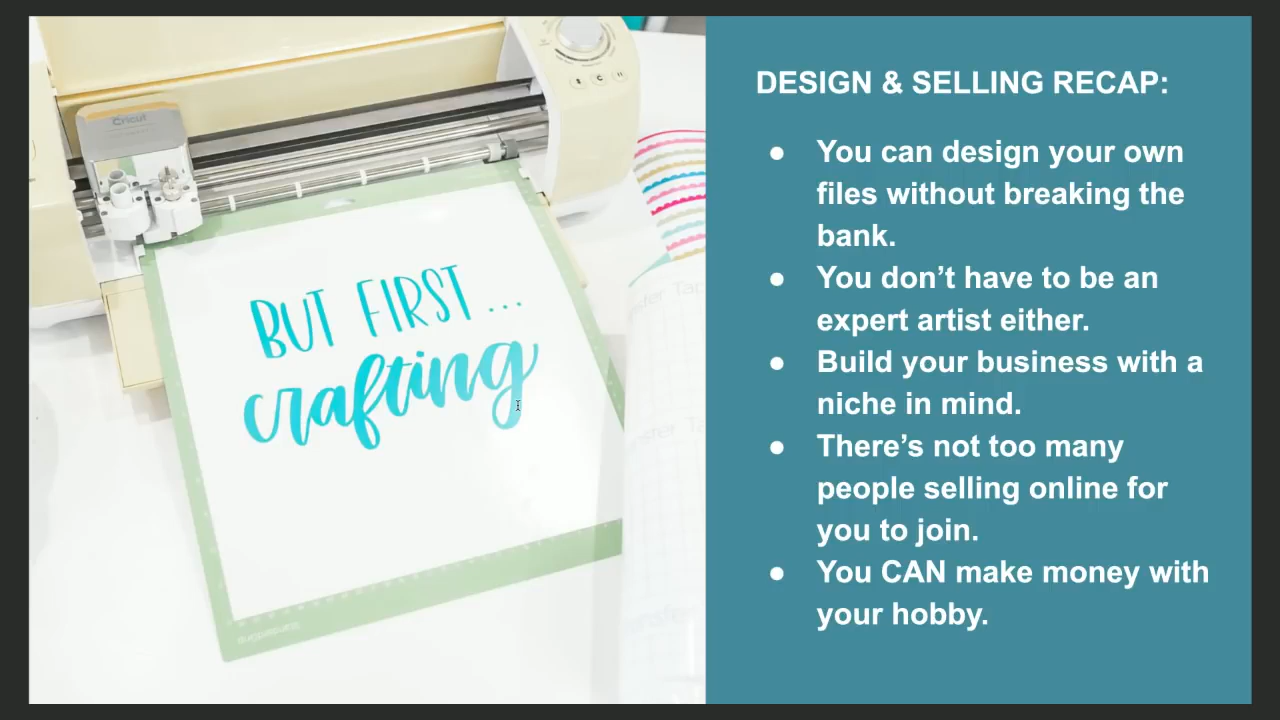 Cricut
BUT FIRST...
crafting
DESIGN & SELLING RECAP:
● You can design your own
files without breaking the
bank.
● You don’t have to be an
expert artist either.
● Build your business with a
niche in mind.
● There’s not too many
people selling online for
you to join.
● You CAN make money with
your hobby.